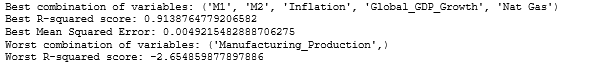 Best combination of variables: ('M1', 'M2', 'Inflation', 'Global_GDP_Growth', 'Nat Gas')
Best R-squared score: 0.9138764779206582
Best Mean Squared Error: 0.0049215482888706275
Worst combination of variables: ('Manufacturing_Production',)
Worst R-squared score: -2.654859877897886